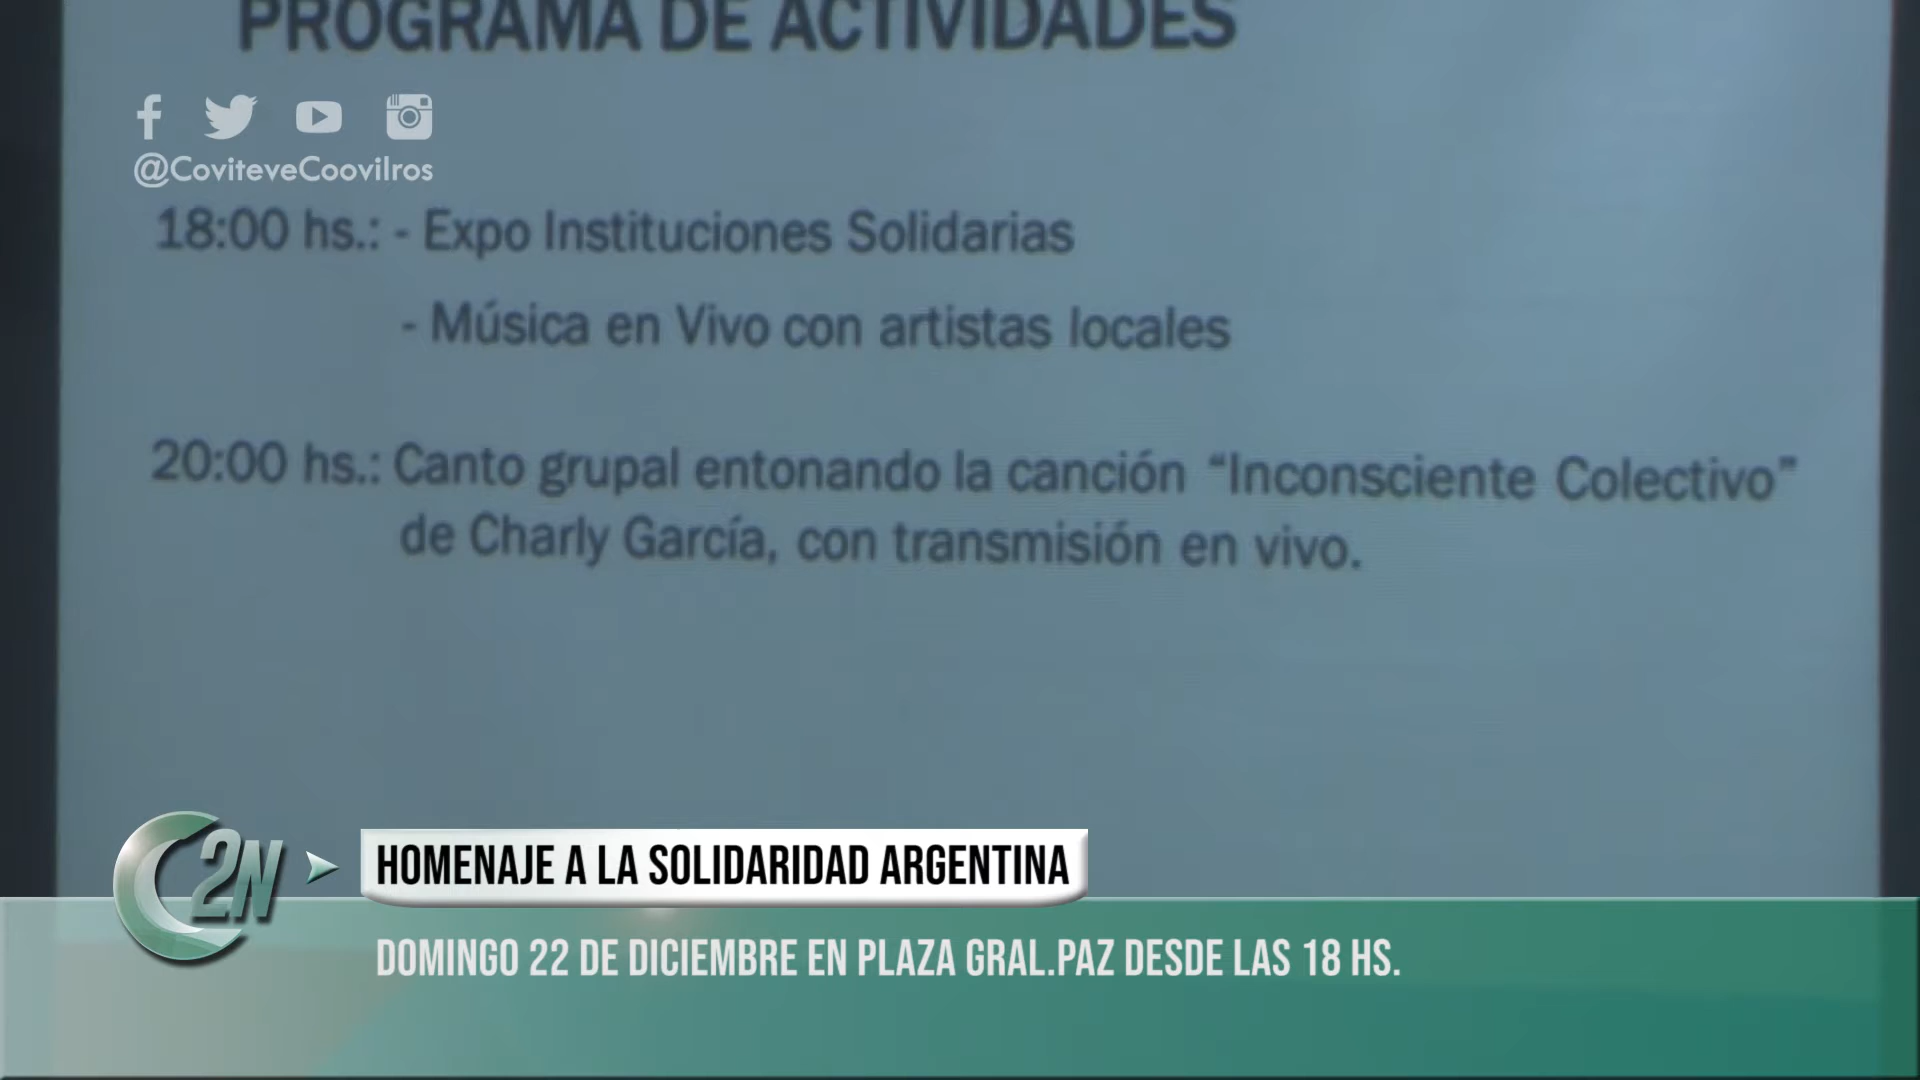 PROGRAMA DE ACTIVIDADES
@CoviteveCoovilros
18:00 hs.: - Expo Instituciones Solidarias
- Música en Vivo con artistas locales
20:00 hs.: Canto grupal entonando la canción “Inconsciente Colectivo”
de Charly García, con transmisión en vivo.
C2N
HOMENAJE A LA SOLIDARIDAD ARGENTINA
DOMINGO 22 DE DICIEMBRE EN PLAZA GRAL.PAZ DESDE LAS 18 HS.